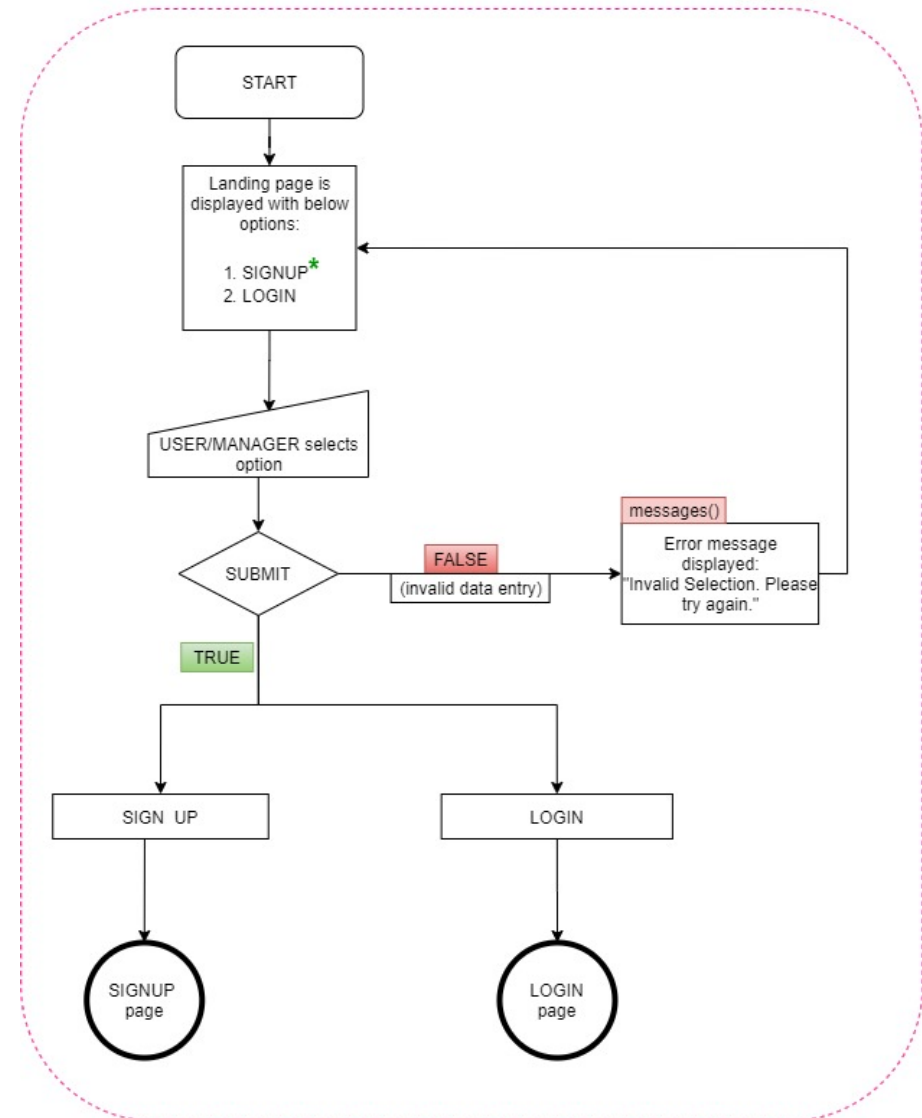 START
Landing page is
displayed with below
options:
1. SIGNUP*
2. LOGIN
USER/MANAGER selects
option
SUBMIT
FALSE
(invalid data entry)
messages()
Error message
displayed:
"Invalid Selection. Please
try again."
TRUE
SIGN UP
LOGIN
SIGNUP
page
LOGIN
page